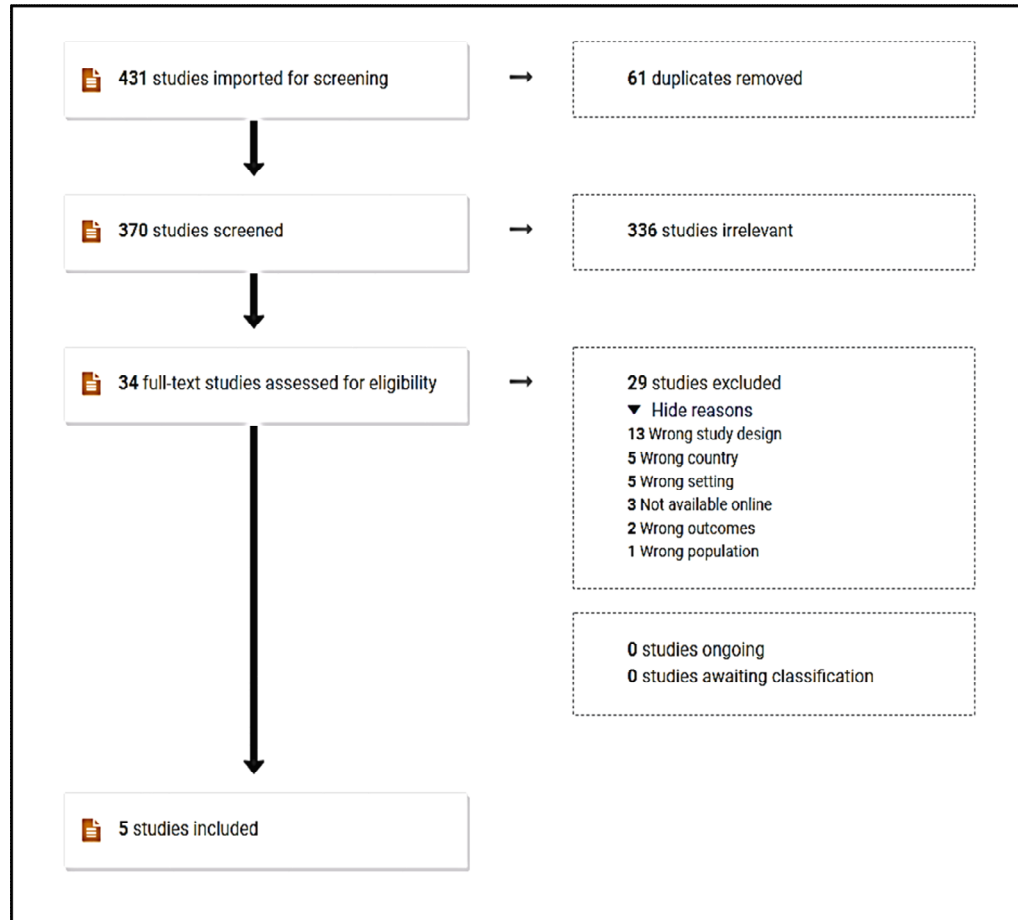 431 studies imported for screening
61 duplicates removed
370 studies screened
336 studies irrelevant
34 full-text studies assessed for eligibility
29 studies excluded
Hide reasons
13 Wrong study design
5 Wrong country
5 Wrong setting
3 Not available online
2 Wrong outcomes
1 Wrong population
0 studies ongoing
0 studies awaiting classification
5 studies included